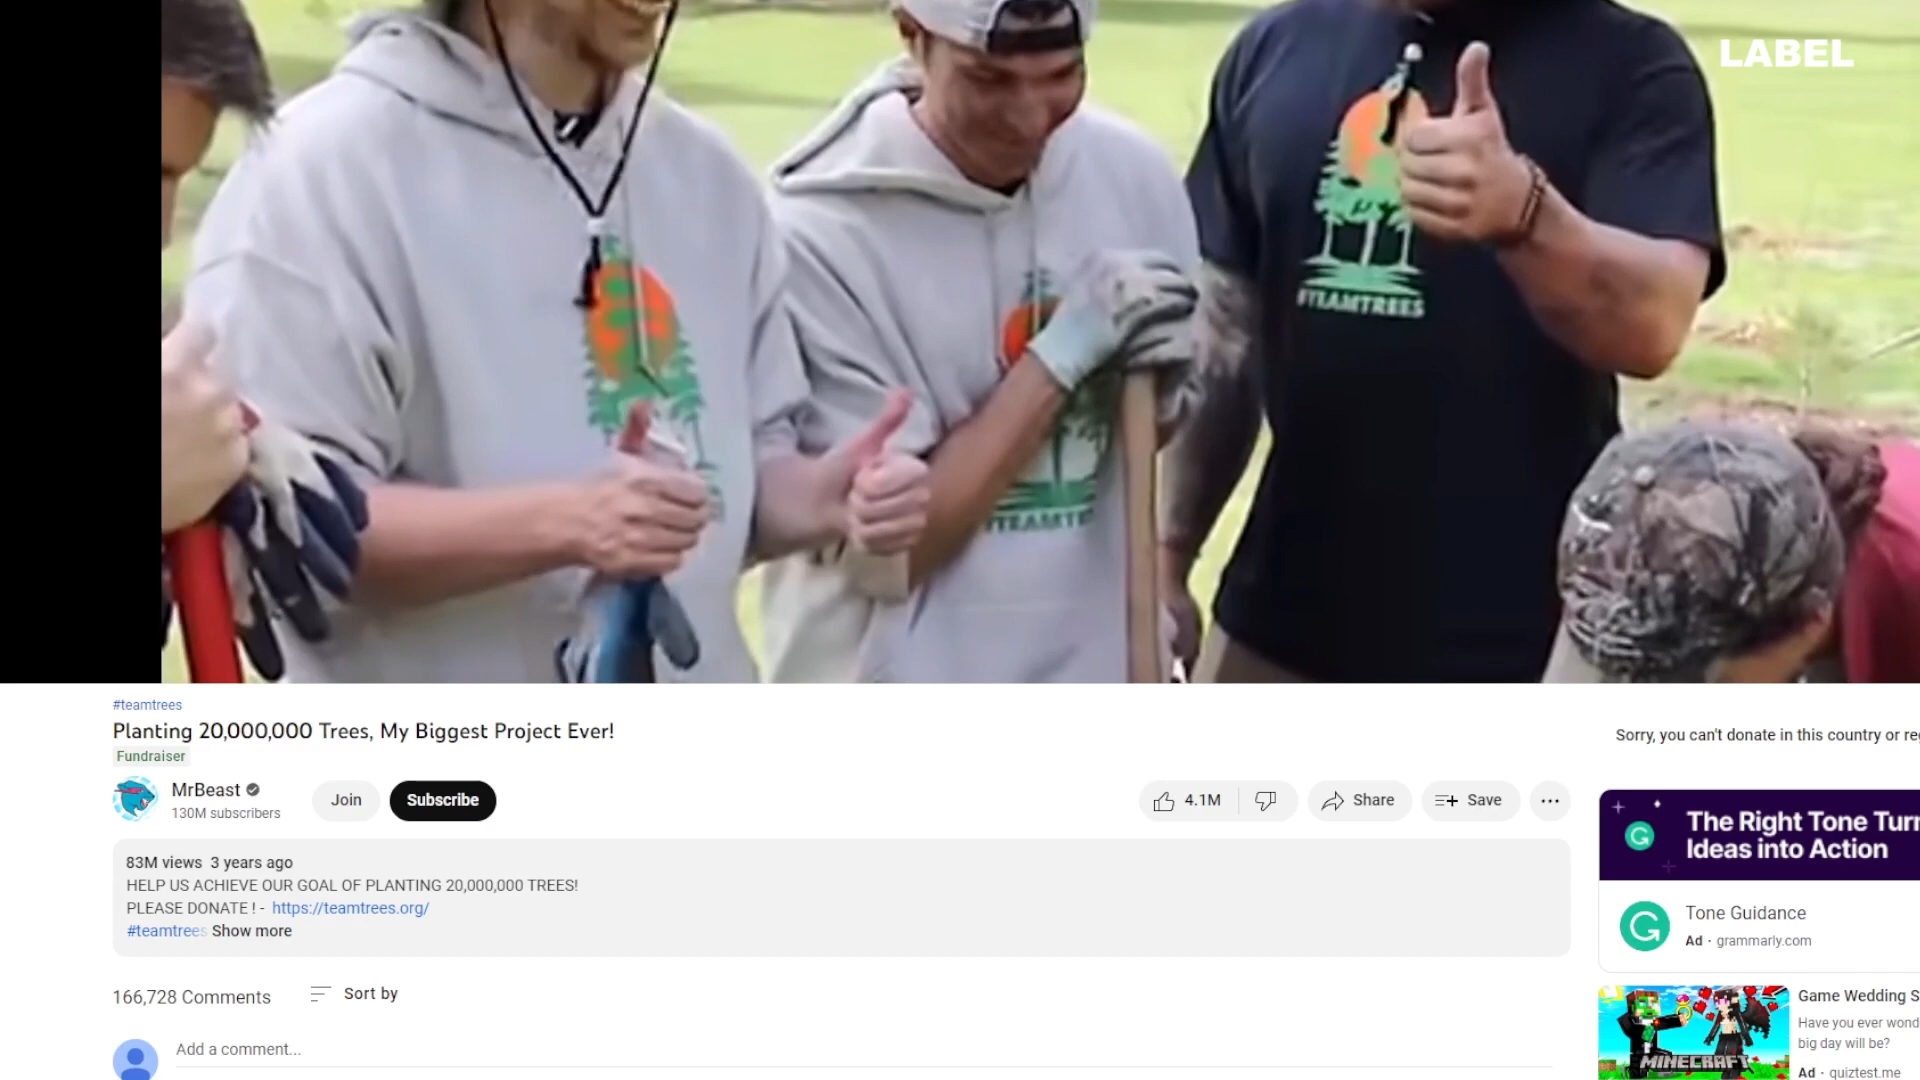 LABEL
#TEAMTREES
#teamtrees
Planting 20,000,000 Trees, My Biggest Project Ever!
Fundraiser
MrBeast
130M subscribers
Join
Subscribe
4.1M
Share
Save
83M views 3 years ago
HELP US ACHIEVE OUR GOAL OF PLANTING 20,000,000 TREES!
PLEASE DONATE ! - https://teamtrees.org/
#teamtrees Show more
166,728 Comments
Sort by
Add a comment...
Sorry, you can't donate in this country or
The Right Tone
Ideas into Action
Tone Guidance
Ad · grammarly.com
Game Wedding
Have you ever
big day will be?
Ad · quiztest.me
MINECRAFT